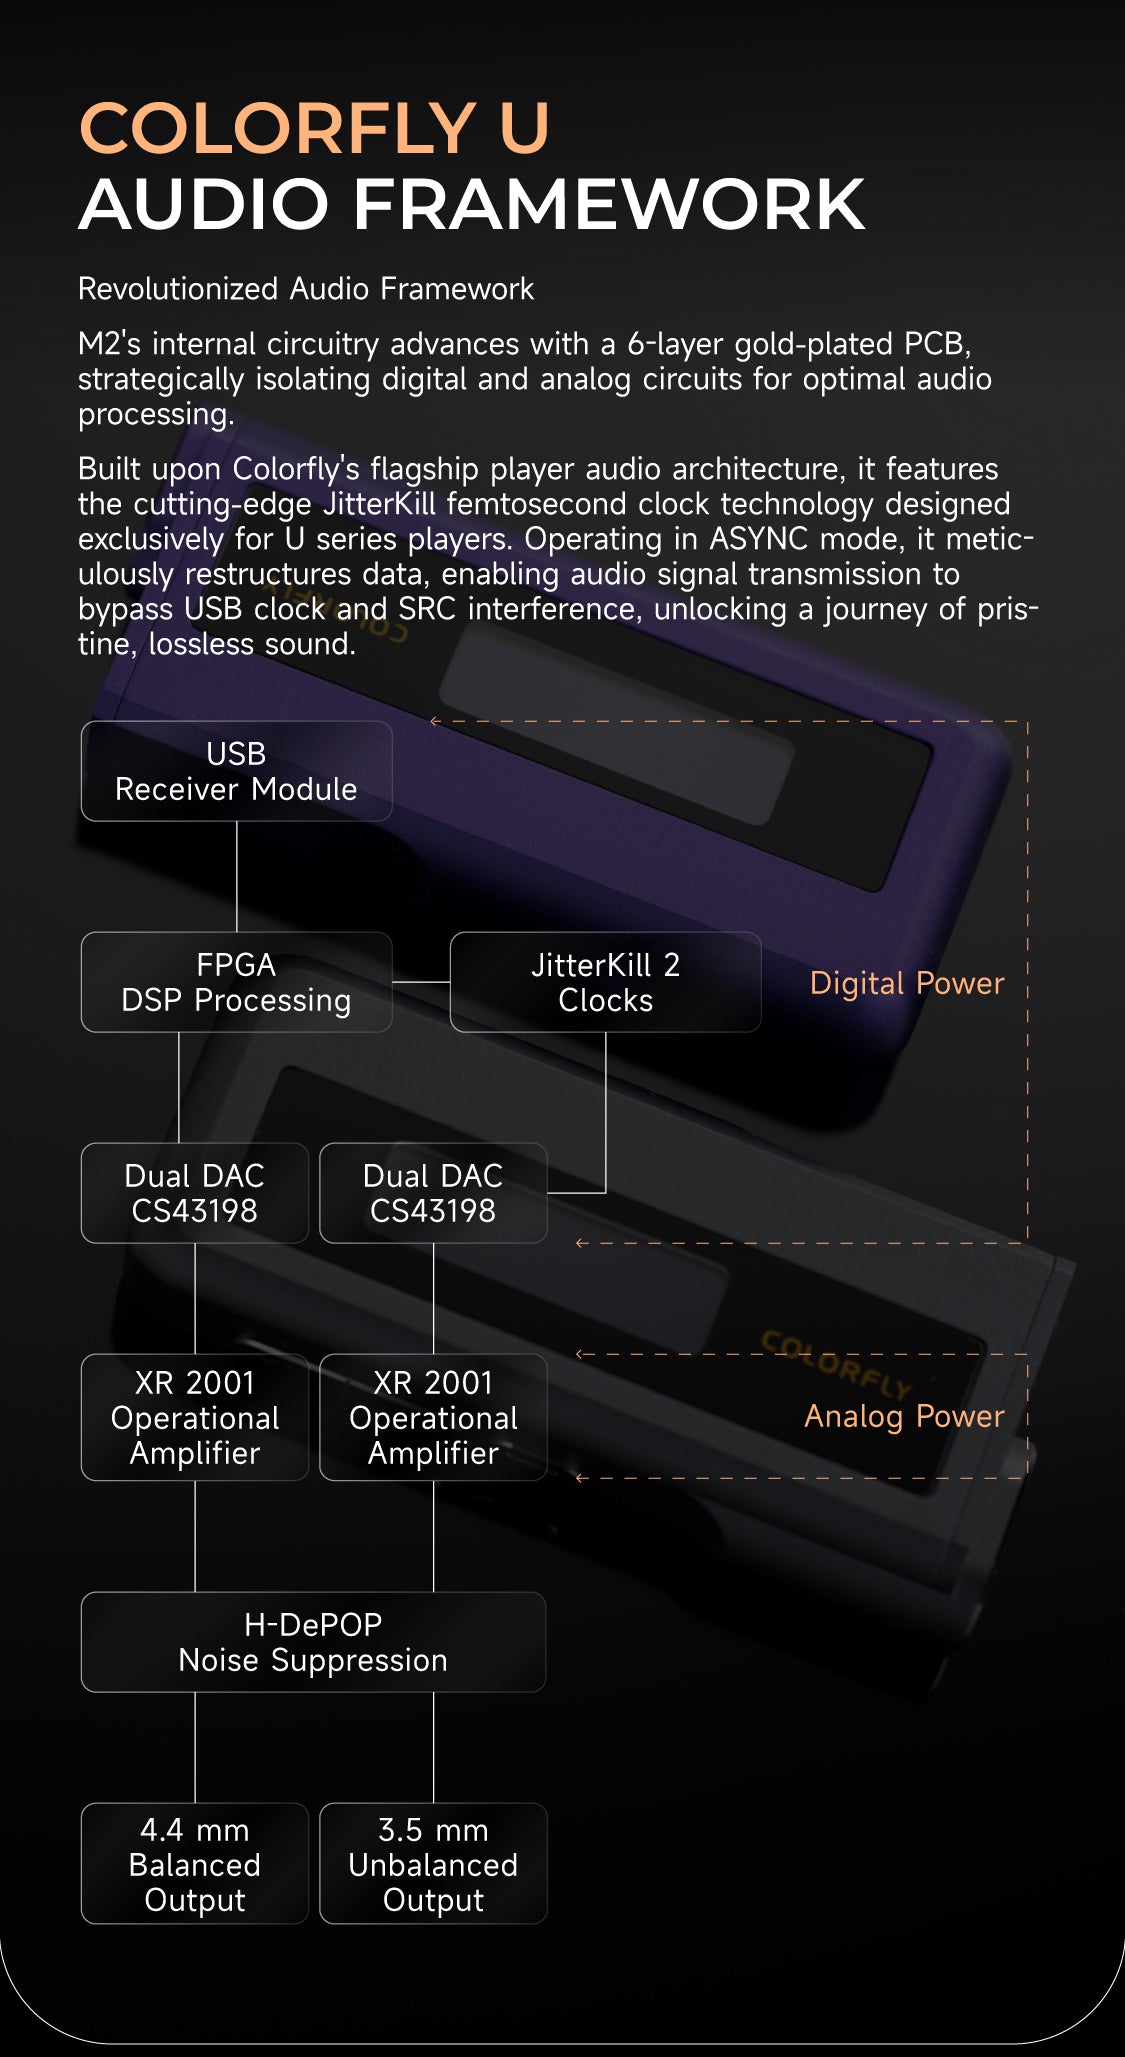 COLORFLY U
AUDIO FRAMEWORK
Revolutionized Audio Framework
M2's internal circuitry advances with a 6-layer gold-plated PCB,
strategically isolating digital and analog circuits for optimal audio
processing.
Built upon Colorfly's flagship player audio architecture, it features
the cutting-edge JitterKill femtosecond clock technology designed
exclusively for U series players. Operating in ASYNC mode, it metic-
ulously restructures data, enabling audio signal transmission to
bypass USB clock and SRC interference, unlocking a journey of pris-
tine, lossless sound.
COLORFLY
USB
Receiver Module
FPGA
DSP Processing
JitterKill 2
Clocks
Digital Power
Dual DAC
CS43198
Dual DAC
CS43198
COLORFLY
XR 2001
Operational
Amplifier
XR 2001
Operational
Amplifier
Analog Power
H-DePOP
Noise Suppression
4.4 mm
Balanced
Output
3.5 mm
Unbalanced
Output